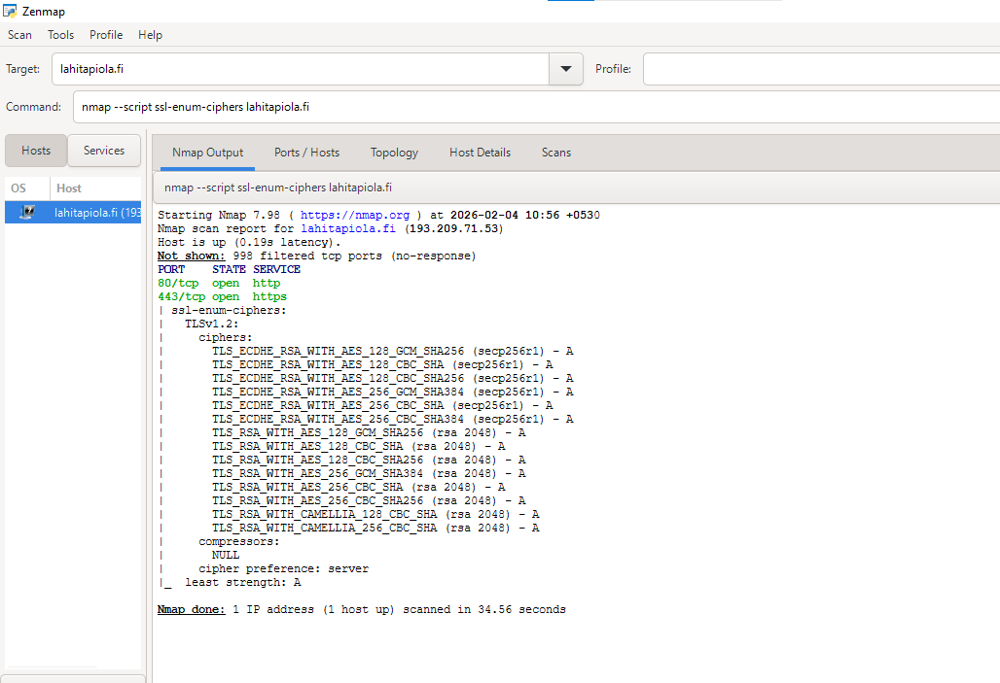 Zenmap
Scan Tools Profile Help
Target: lahitapiola.fi Profile:
Command: nmap --script ssl-enum-ciphers lahitapiola.fi
Hosts Services
Nmap Output Ports / Hosts Topology Host Details Scans
OS Host
lahitapiola.fi (193
nmap --script ssl-enum-ciphers lahitapiola.fi
Starting Nmap 7.98 ( https://nmap.org ) at 2026-02-04 10:56 +0530
Nmap scan report for lahitapiola.fi (193.209.71.53)
Host is up (0.19s latency).
Not shown: 998 filtered tcp ports (no-response)
PORT    STATE SERVICE
80/tcp  open  http
443/tcp open  https
| ssl-enum-ciphers:
|   TLSv1.2:
|     ciphers:
|       TLS_ECDHE_RSA_WITH_AES_128_GCM_SHA256 (secp256r1) - A
|       TLS_ECDHE_RSA_WITH_AES_128_CBC_SHA (secp256r1) - A
|       TLS_ECDHE_RSA_WITH_AES_128_CBC_SHA256 (secp256r1) - A
|       TLS_ECDHE_RSA_WITH_AES_256_GCM_SHA384 (secp256r1) - A
|       TLS_ECDHE_RSA_WITH_AES_256_CBC_SHA (secp256r1) - A
|       TLS_ECDHE_RSA_WITH_AES_256_CBC_SHA384 (secp256r1) - A
|       TLS_RSA_WITH_AES_128_GCM_SHA256 (rsa 2048) - A
|       TLS_RSA_WITH_AES_128_CBC_SHA (rsa 2048) - A
|       TLS_RSA_WITH_AES_128_CBC_SHA256 (rsa 2048) - A
|       TLS_RSA_WITH_AES_256_GCM_SHA384 (rsa 2048) - A
|       TLS_RSA_WITH_AES_256_CBC_SHA (rsa 2048) - A
|       TLS_RSA_WITH_AES_256_CBC_SHA256 (rsa 2048) - A
|       TLS_RSA_WITH_CAMELLIA_128_CBC_SHA (rsa 2048) - A
|       TLS_RSA_WITH_CAMELLIA_256_CBC_SHA (rsa 2048) - A
|     compressors:
|       NULL
|     cipher preference: server
|_  least strength: A
Nmap done: 1 IP address (1 host up) scanned in 34.56 seconds